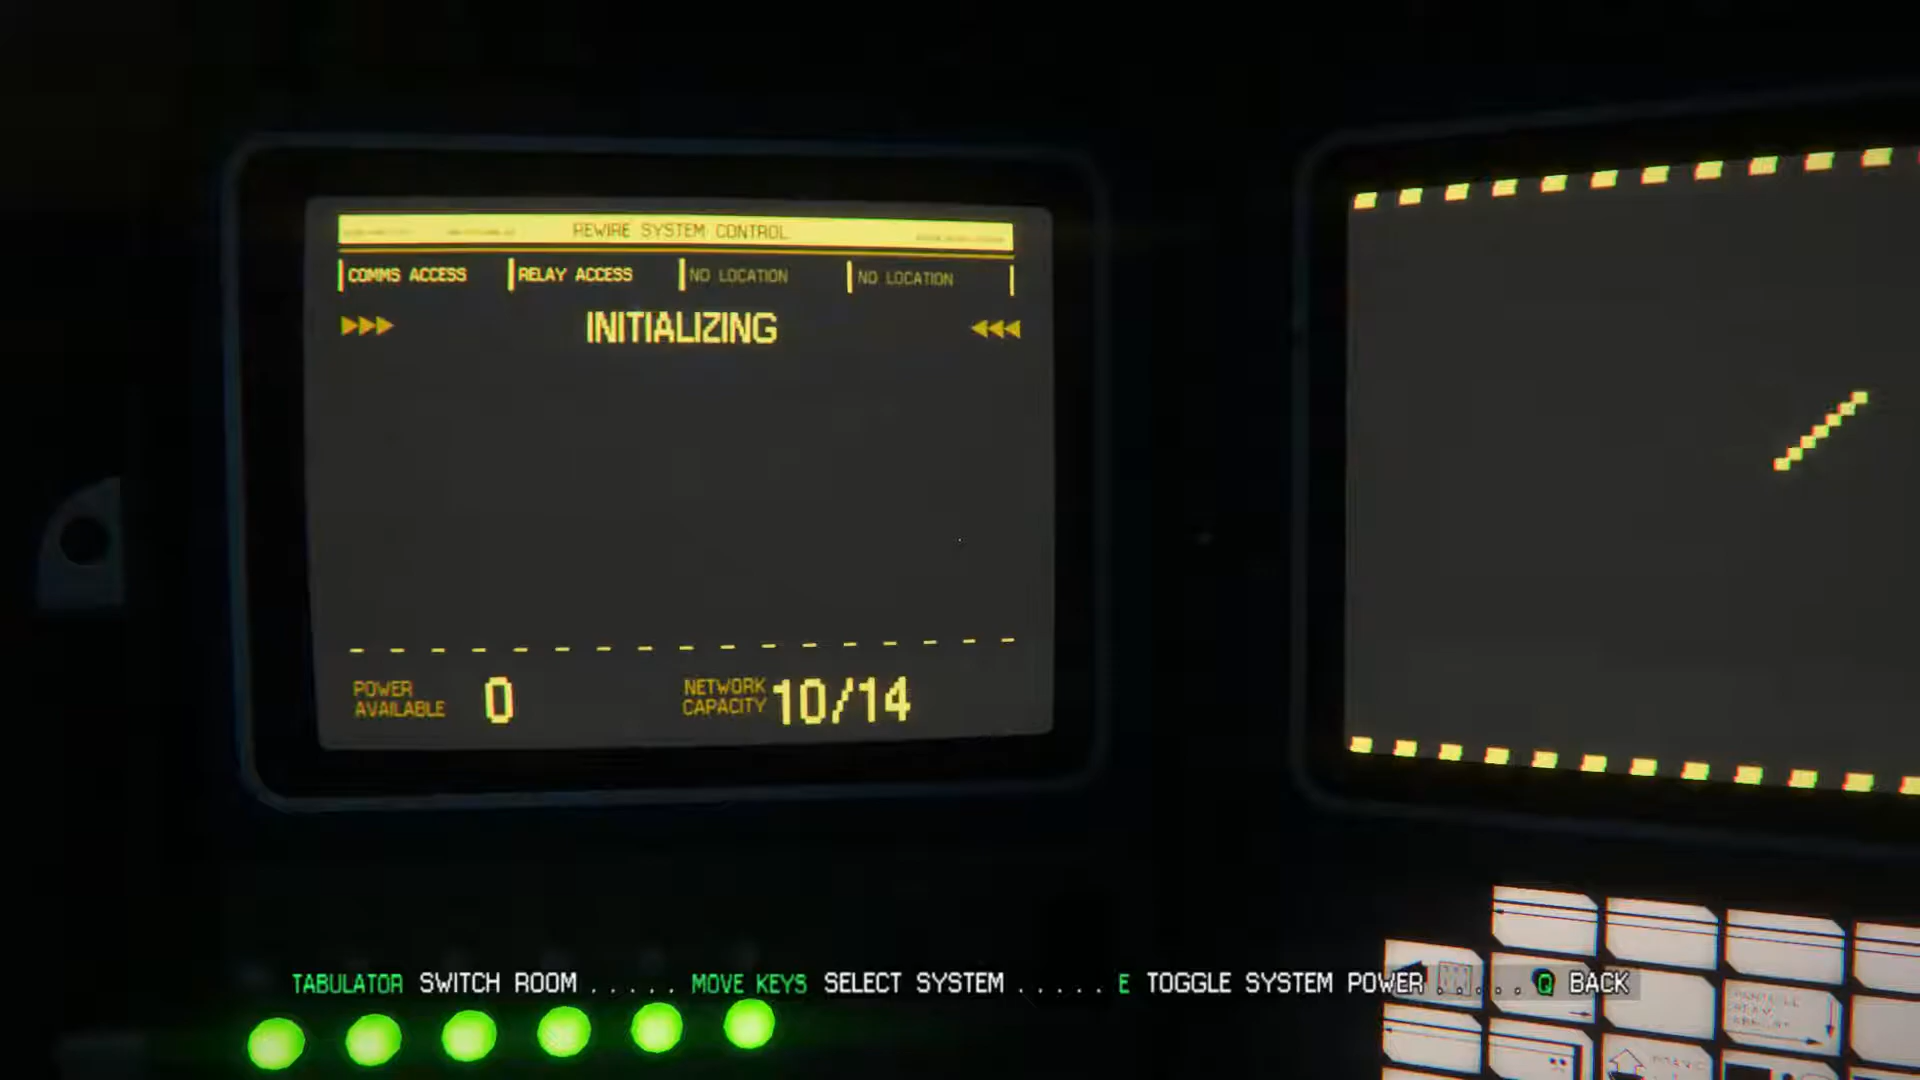 REWIRE SYSTEM CONTROL
COMMS ACCESS RELAY ACCESS NO LOCATION NO LOCATION
INITIALIZING
POWER AVAILABLE 0 NETWORK CAPACITY 10/14
TABULATOR SWITCH ROOM ..... MOVE KEYS SELECT SYSTEM ..... E TOGGLE SYSTEM POWER ..... Q BACK